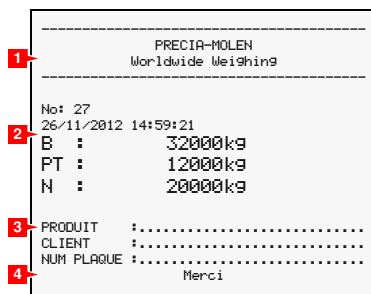 ----------------------------------------
PRECIA-MOLEN
1 Worldwide Weighing
----------------------------------------
No: 27
26/11/2012 14:59:21
2
B : 32000kg
PT : 12000kg
N : 20000kg
3 PRODUIT :............................
CLIENT :............................
NUM PLAQUE :............................
4 Merci